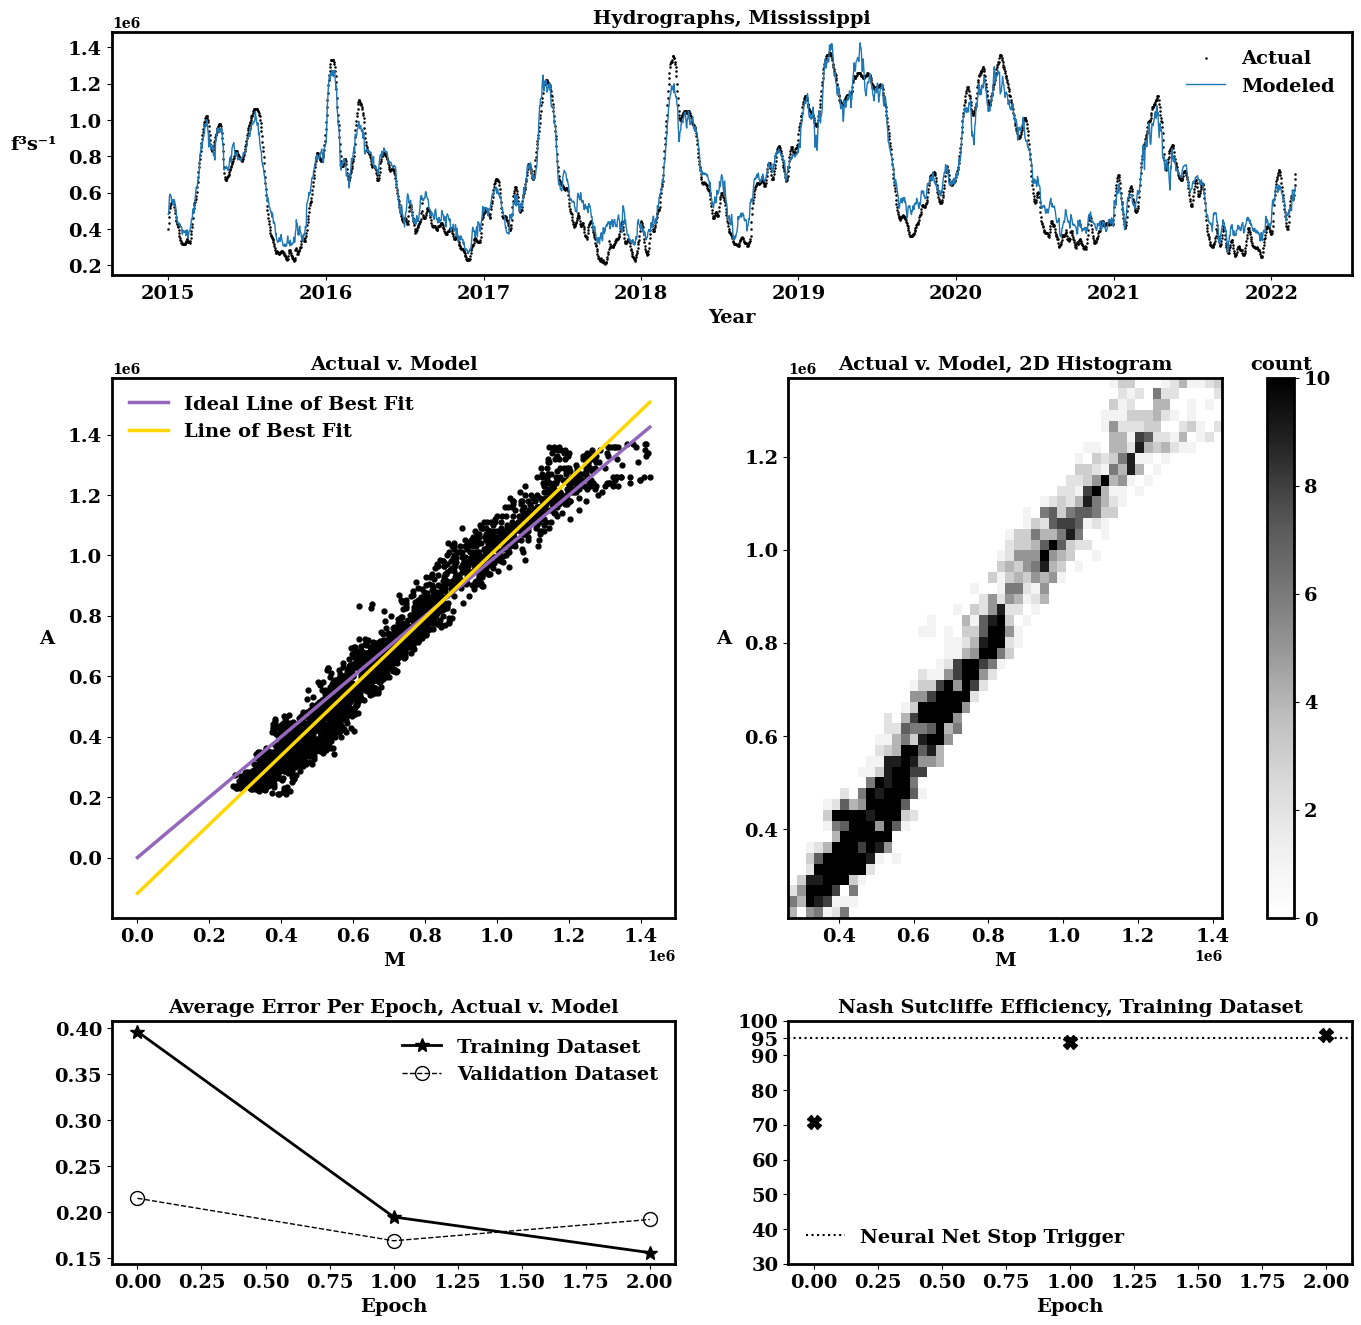 Hydrographs, Mississippi
1e6
1.4
1.2
1.0
0.8
0.6
0.4
0.2
f³s⁻¹
Actual
Modeled
2015 2016 2017 2018 2019 2020 2021 2022
Year
Actual v. Model
1e6
Ideal Line of Best Fit
Line of Best Fit
1.4
1.2
1.0
0.8
0.6
0.4
0.2
0.0
A
0.0 0.2 0.4 0.6 0.8 1.0 1.2 1.4
1e6
M
Actual v. Model, 2D Histogram
1e6
1.2
1.0
0.8
0.6
0.4
A
0.4 0.6 0.8 1.0 1.2 1.4
1e6
M
count
10
8
6
4
2
0
Average Error Per Epoch, Actual v. Model
0.40
0.35
0.30
0.25
0.20
0.15
Training Dataset
Validation Dataset
0.00 0.25 0.50 0.75 1.00 1.25 1.50 1.75 2.00
Epoch
Nash Sutcliffe Efficiency, Training Dataset
100
95
90
80
70
60
50
40
30
Neural Net Stop Trigger
0.00 0.25 0.50 0.75 1.00 1.25 1.50 1.75 2.00
Epoch